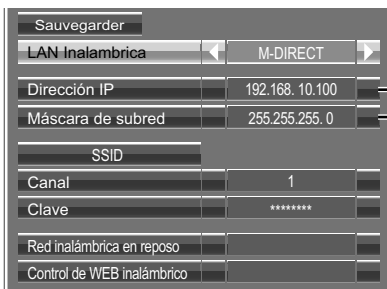 Sauvegarder
LAN Inalambrica M-DIRECT
Dirección IP 192.168. 10.100
Máscara de subred 255.255.255. 0
SSID
Canal 1
Clave ********
Red inalámbrica en reposo
Control de WEB inalámbrico